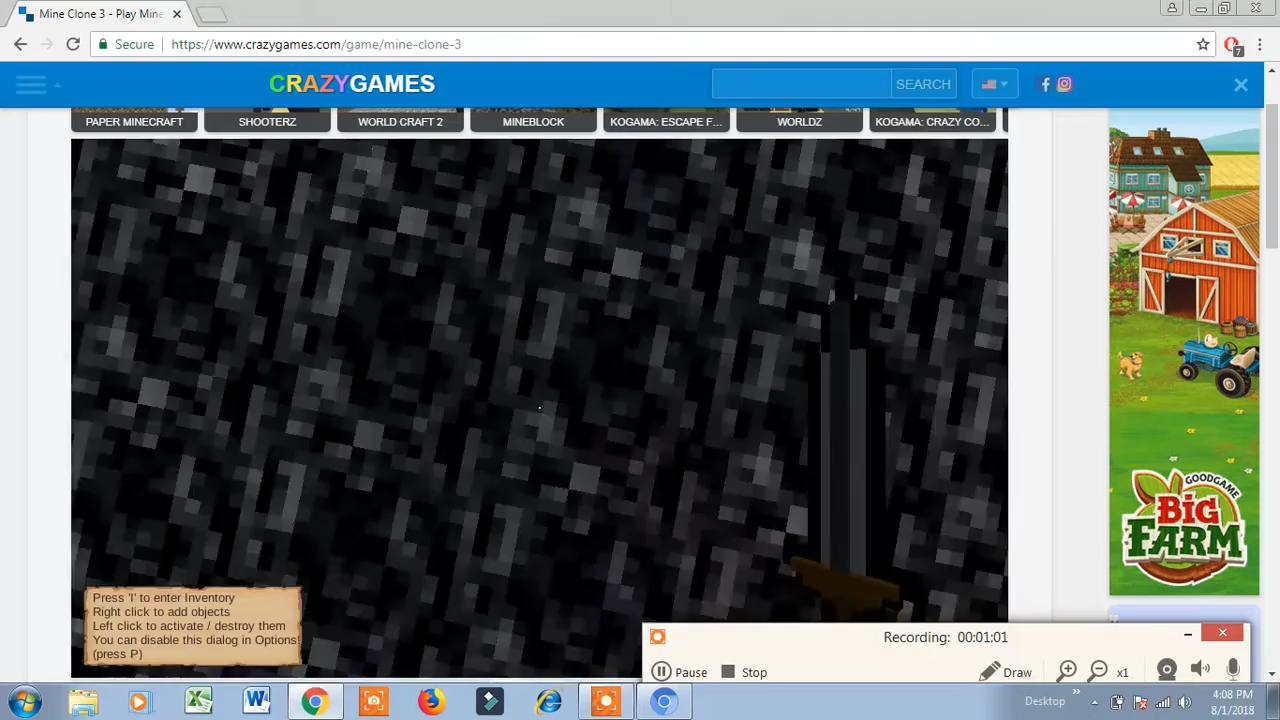 Mine Clone 3 - Play Mine
Secure
https://www.crazygames.com/game/mine-clone-3
7
CRAZYGAMES
SEARCH
PAPER MINECRAFT
SHOOTERZ
WORLD CRAFT 2
MINEBLOCK
KOGAMA: ESCAPE F...
WORLDZ
KOGAMA: CRAZY CO...
GOODGAME
BIG
FARM
Press 'I' to enter Inventory
Right click to add objects
Left click to activate / destroy them
You can disable this dialog in Options!
(press P)
Recording: 00:01:01
Pause
Stop
Draw
x1
Desktop
4:08 PM
8/1/2018